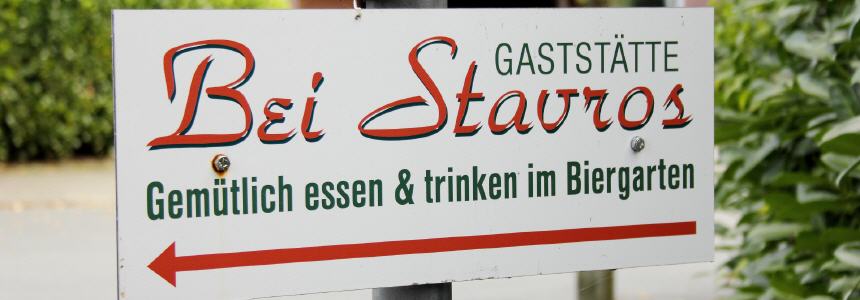 GASTSTÄTTE
Bei Stavros
Gemütlich essen & trinken im Biergarten